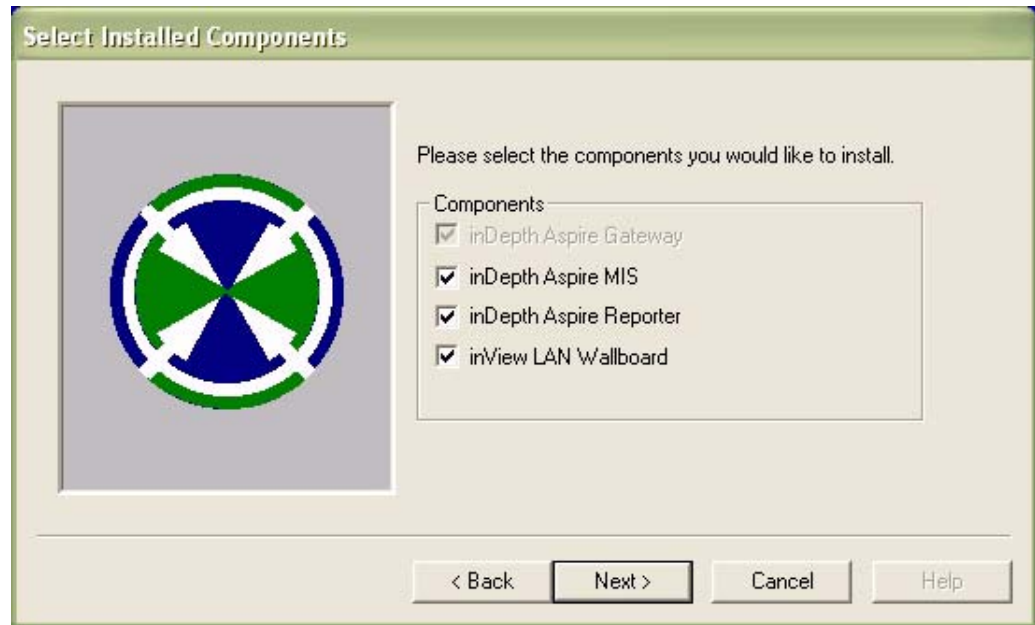 Select Installed Components
Please select the components you would like to install.
Components
inDepth Aspire Gateway
inDepth Aspire MIS
inDepth Aspire Reporter
inView LAN Wallboard
< Back
Next >
Cancel
Help